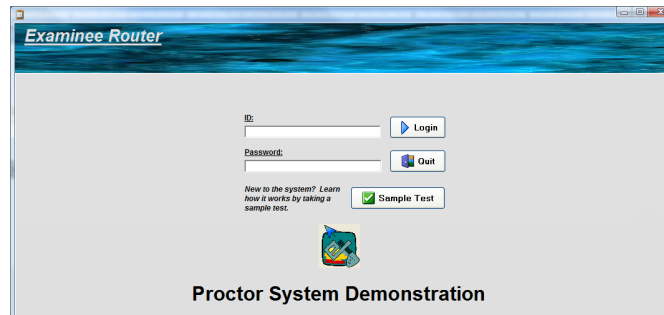 Examinee Router
ID:
Login
Password:
Quit
New to the system?  Learn
how it works by taking a
sample test.
Sample Test
Proctor System Demonstration